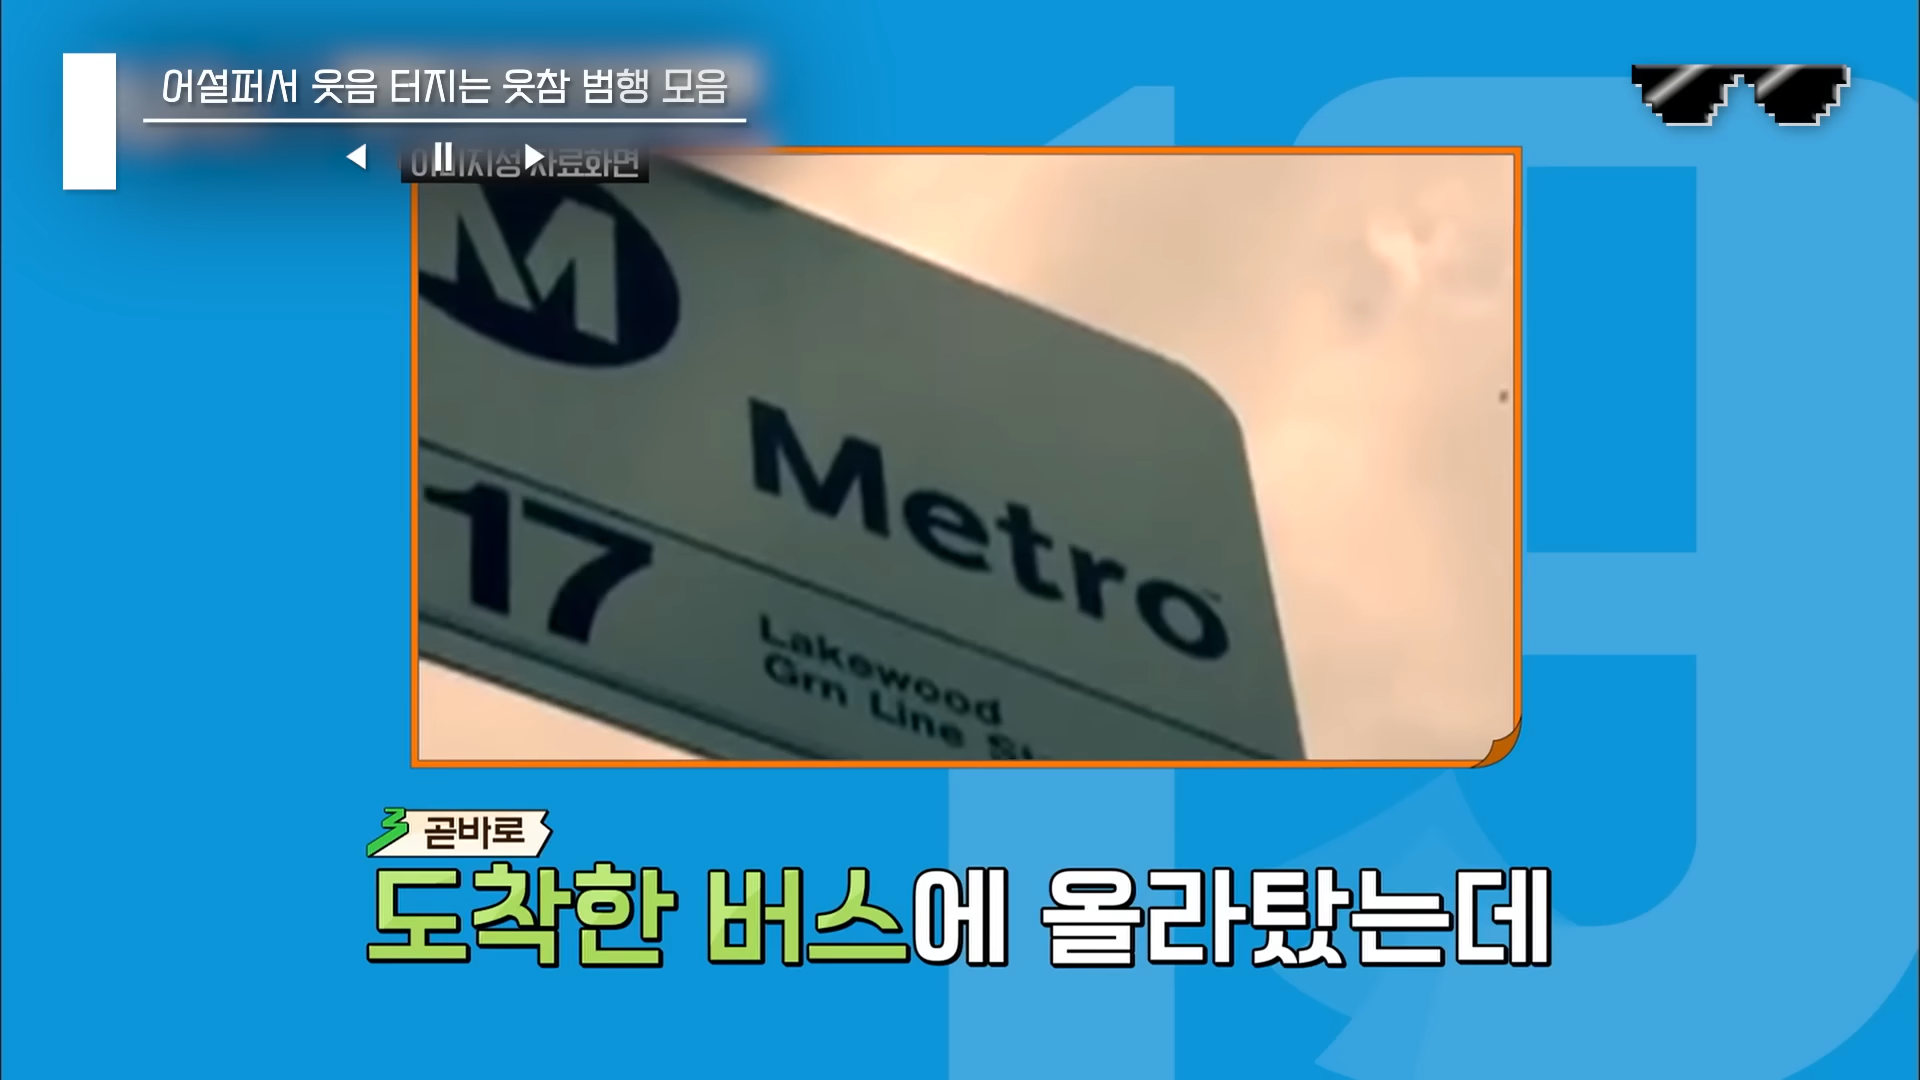 어설퍼서 웃음 터지는 웃참 범행 모음
이미지성 자료화면
M
Metro
17
Lakewood
Grn Line St
곧바로
도착한 버스에 올라탔는데